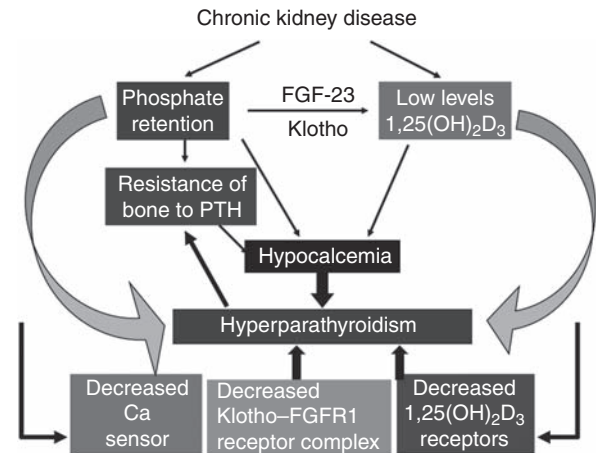 Chronic kidney disease
Phosphate
retention
FGF-23
Klotho
Low levels
1,25(OH)₂D₃
Resistance of
bone to PTH
Hypocalcemia
Hyperparathyroidism
Decreased
Ca
sensor
Decreased
Klotho–FGFR1
receptor complex
Decreased
1,25(OH)₂D₃
receptors